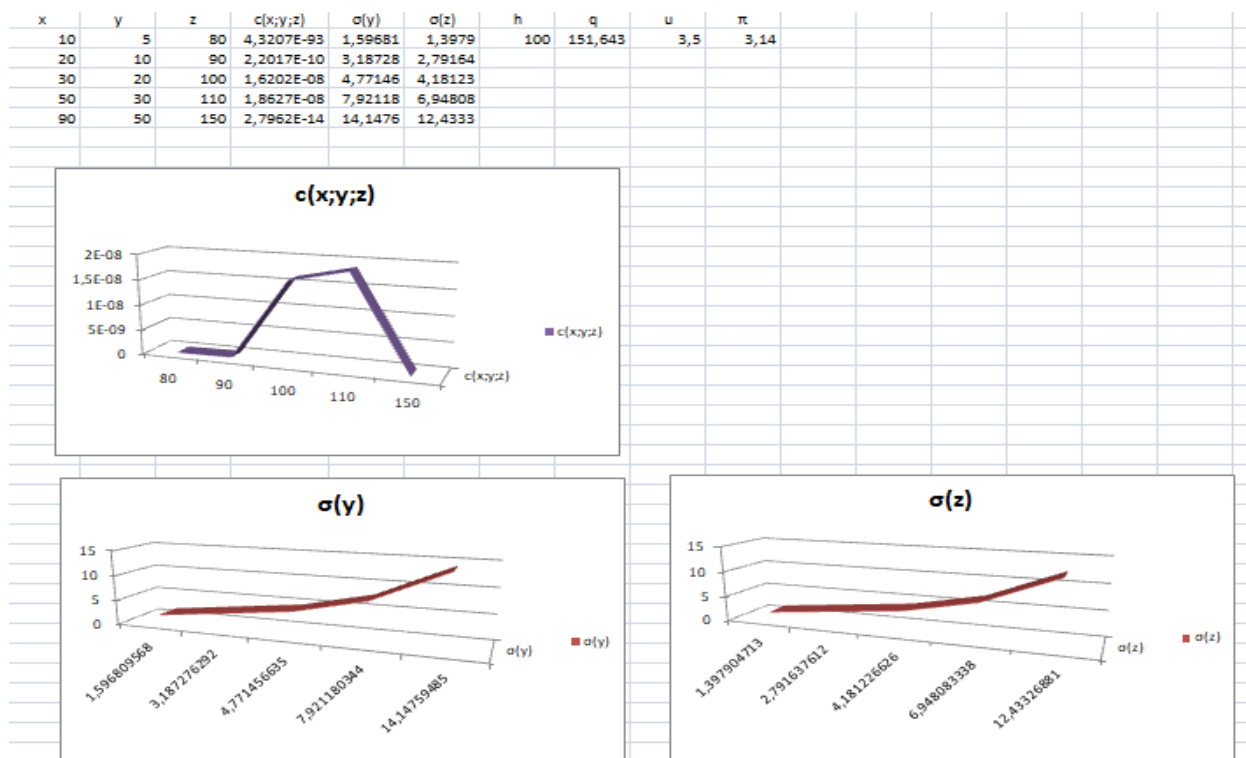 x y z c(x;y;z) σ(y) σ(z) h q u π
10 5 80 4,3207E-93 1,59681 1,3979 100 151,643 3,5 3,14
20 10 90 2,2017E-10 3,18728 2,79164
30 20 100 1,6202E-08 4,77146 4,18123
50 30 110 1,8627E-08 7,92118 6,94808
90 50 150 2,7962E-14 14,1476 12,4333
c(x;y;z)
2E-08
1,5E-08
1E-08
5E-09
0
80 90 100 110 150
c(x;y;z)
c(x;y;z)
σ(y)
15
10
5
0
1,596809568 3,187276292 4,771456635 7,921180344 14,14759485
σ(y)
σ(y)
σ(z)
15
10
5
0
1,397904713 2,791637612 4,181226626 6,948083338 12,43326881
σ(z)
σ(z)